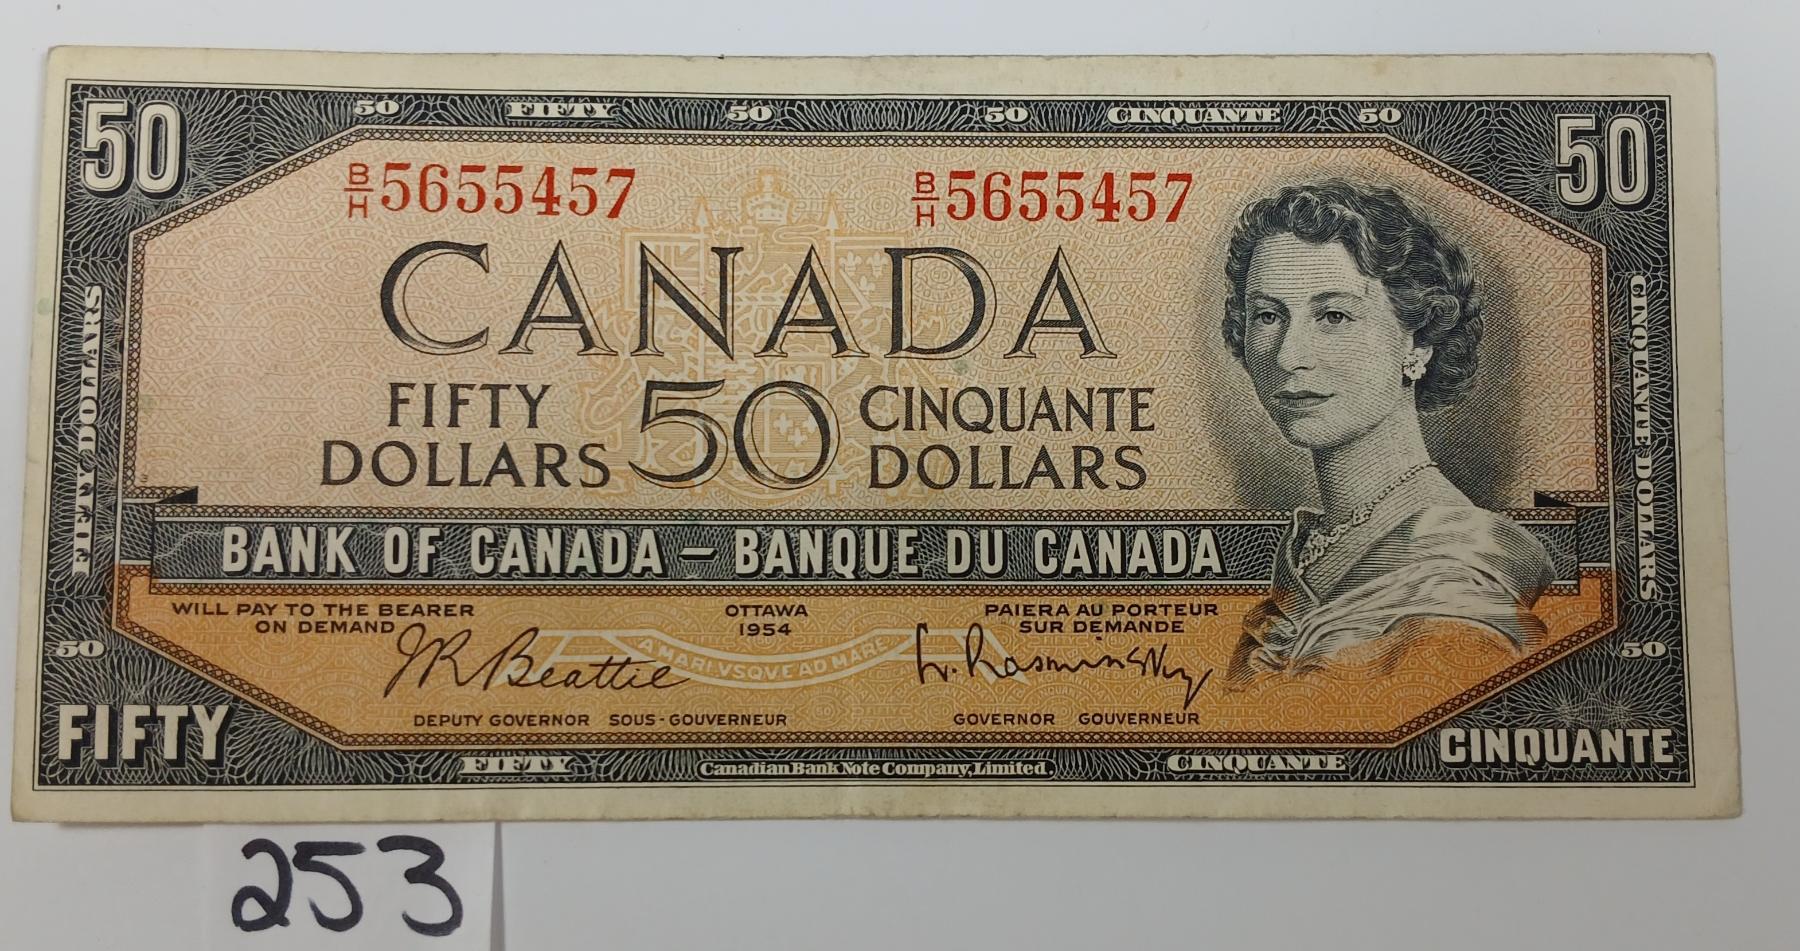 50 FIFTY 50 50 CINQUANTE 50
50 50
B/H 5655457 B/H 5655457
CANADA
FIFTY DOLLARS
50
CINQUANTE DOLLARS
FIFTY DOLLARS
CINQUANTE DOLLARS
BANK OF CANADA – BANQUE DU CANADA
WILL PAY TO THE BEARER
ON DEMAND
OTTAWA
1954
PAIERA AU PORTEUR
SUR DEMANDE
A MARI VSQVE AD MARE
J R Beattie
L. Rasminsky
50 50
DEPUTY GOVERNOR SOUS-GOUVERNEUR
GOVERNOR GOUVERNEUR
FIFTY CINQUANTE
FIFTY Canadian Bank Note Company, Limited. CINQUANTE
253